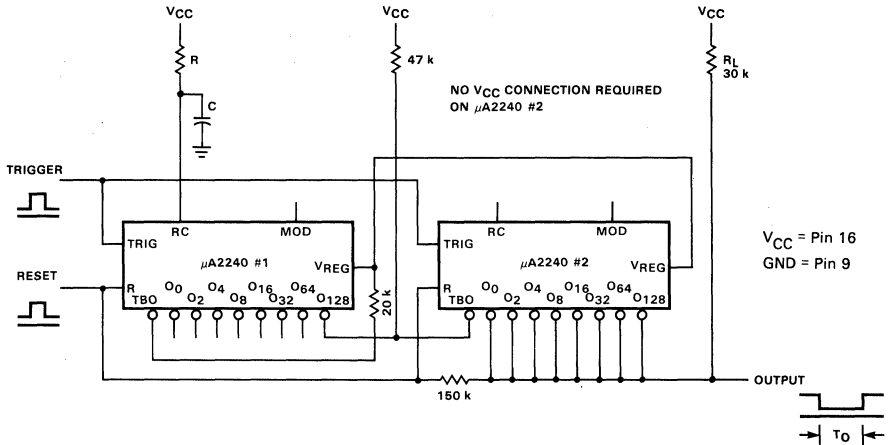 VCC
VCC
VCC
R
47 k
RL
30 k
C
NO VCC CONNECTION REQUIRED
ON μA2240 #2
TRIGGER
RC
MOD
RC
MOD
TRIG
TRIG
VCC = Pin 16
GND = Pin 9
μA2240 #1
VREG
μA2240 #2
VREG
RESET
R
TBO
O0
O2
O4
O8
O16
O32
O64
O128
20 k
R
TBO
O0
O2
O4
O8
O16
O32
O64
O128
150 k
OUTPUT
TO